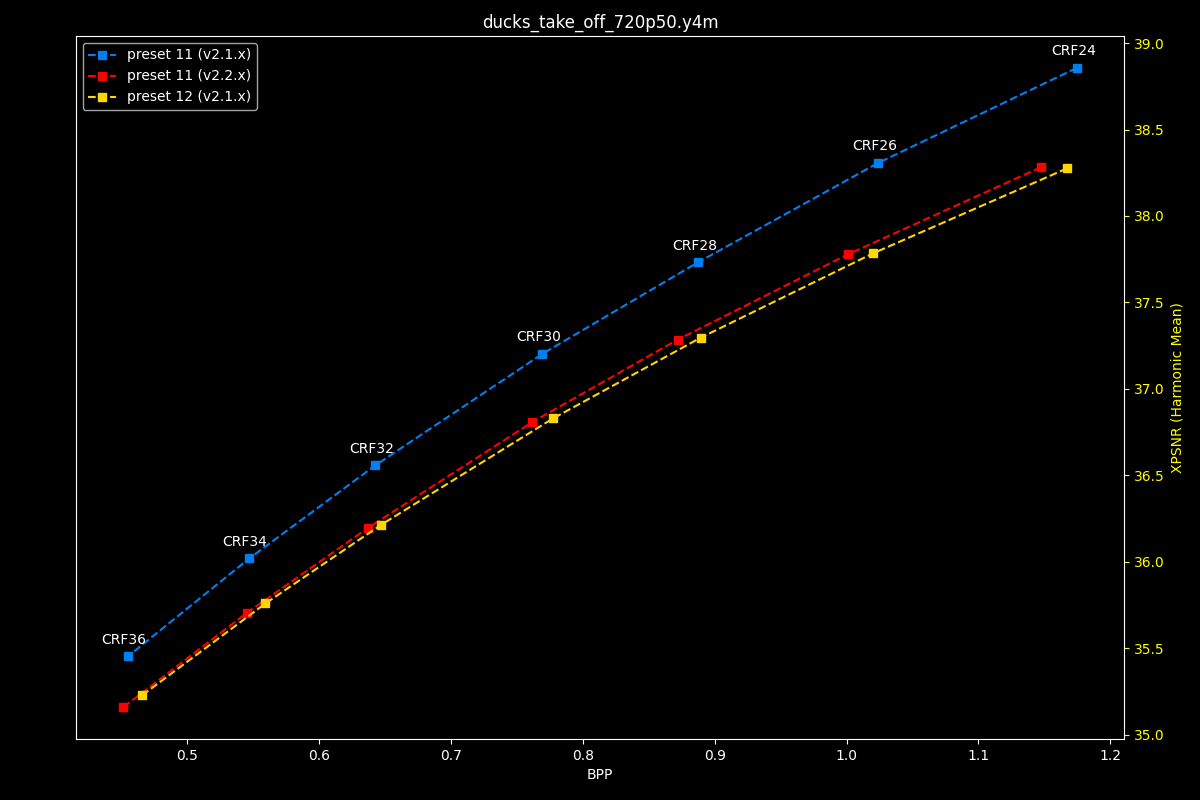 ducks_take_off_720p50.y4m
preset 11 (v2.1.x)
preset 11 (v2.2.x)
preset 12 (v2.1.x)
CRF24
CRF26
CRF28
CRF30
CRF32
CRF34
CRF36
39.0
38.5
38.0
37.5
37.0
36.5
36.0
35.5
35.0
XPSNR (Harmonic Mean)
0.5 0.6 0.7 0.8 0.9 1.0 1.1 1.2
BPP